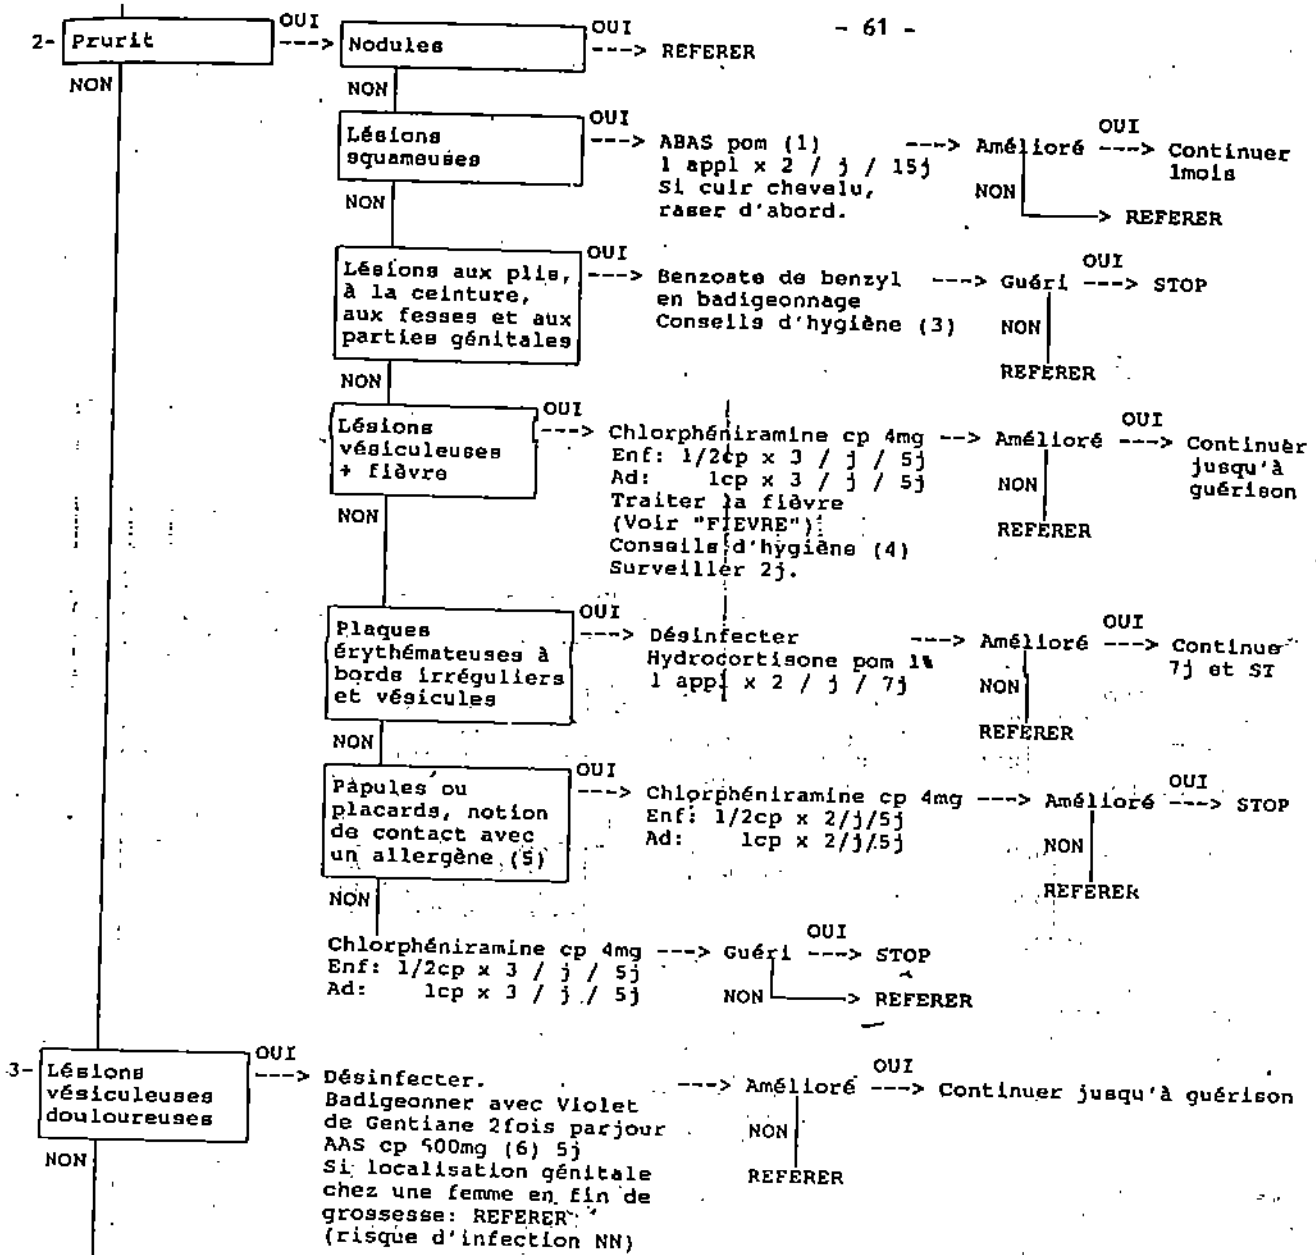 - 61 -
2- Prurit OUI ---> Nodules OUI ---> REFERER
NON
NON
Lésions
squameuses
OUI
---> ABAS pom (1)
1 appl x 2 / j / 15j
Si cuir chevelu,
raser d'abord.
---> Amélioré
OUI
---> Continuer
1mois
NON
---> REFERER
NON
Lésions aux plis,
à la ceinture,
aux fesses et aux
parties génitales
OUI
---> Benzoate de benzyl
en badigeonnage
Conseils d'hygiène (3)
---> Guéri
OUI
---> STOP
NON
REFERER
NON
Lésions
vésiculeuses
+ fièvre
OUI
---> Chlorphéniramine cp 4mg
Enf: 1/2cp x 3 / j / 5j
Ad: 1cp x 3 / j / 5j
Traiter la fièvre
(Voir "FIEVRE")
Conseils d'hygiène (4)
Surveiller 2j.
--> Amélioré
OUI
---> Continuer
jusqu'à
guérison
NON
REFERER
NON
Plaques
érythémateuses à
bords irréguliers
et vésicules
OUI
---> Désinfecter
Hydrocortisone pom 1%
1 appl x 2 / j / 7j
---> Amélioré
OUI
---> Continue
7j et ST
NON
REFERER
NON
Papules ou
placards, notion
de contact avec
un allergène (5)
OUI
---> Chlorphéniramine cp 4mg
Enf: 1/2cp x 2/j/5j
Ad: 1cp x 2/j/5j
---> Amélioré
OUI
---> STOP
NON
REFERER
NON
Chlorphéniramine cp 4mg
Enf: 1/2cp x 3 / j / 5j
Ad: 1cp x 3 / j / 5j
---> Guéri
OUI
---> STOP
NON
---> REFERER
3- Lésions
vésiculeuses
douloureuses
OUI
---> Désinfecter.
Badigeonner avec Violet
de Gentiane 2fois parjour
AAS cp 500mg (6) 5j
Si localisation génitale
chez une femme en fin de
grossesse: REFERER
(risque d'infection NN)
---> Amélioré
OUI
---> Continuer jusqu'à guérison
NON
REFERER
NON